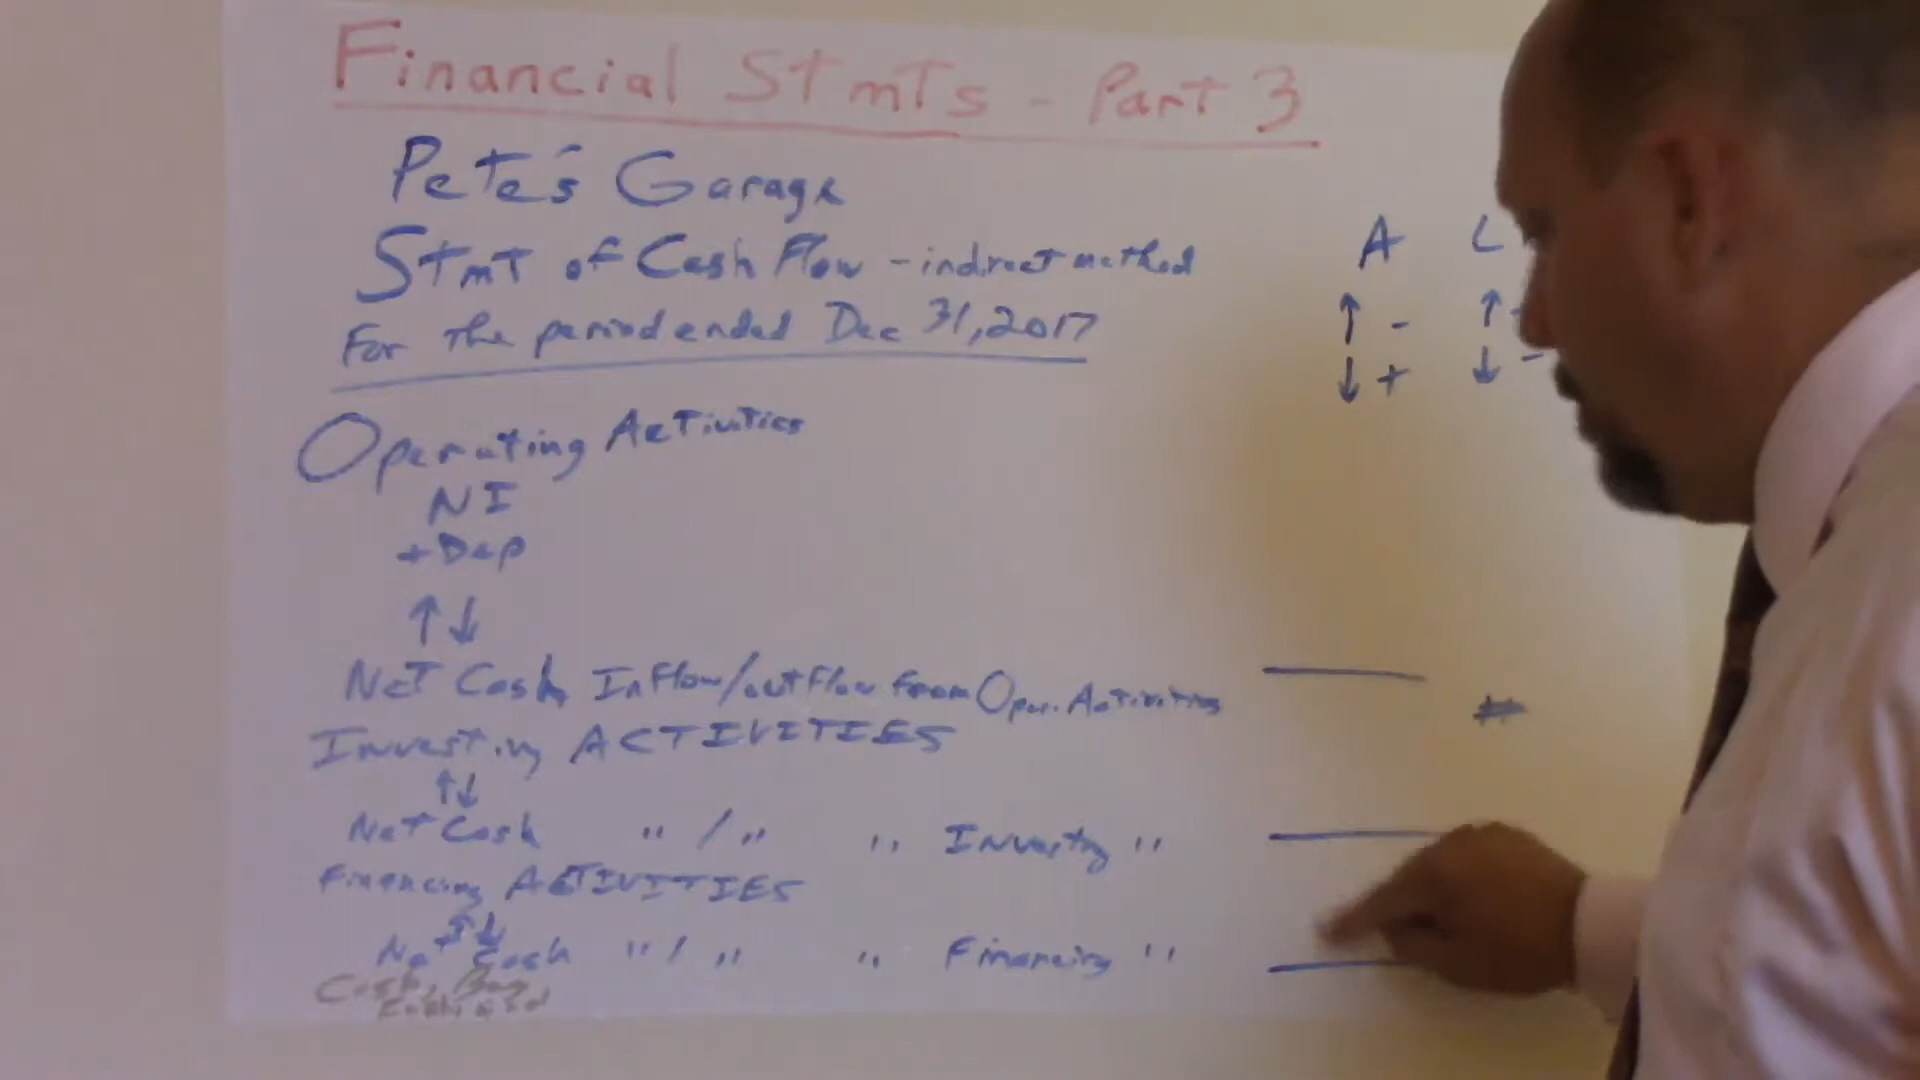 Financial Stmts - Part 3
Pete's Garage
Stmt of Cash Flow - indirect method
For the period ended Dec 31, 2017
A L
↑ - ↑
↓ + ↓ -
Operating Activities
NI
+ Dep
↑↓
Net Cash Inflow/outflow from Oper. Activities
Investing ACTIVITIES
↑↓
Net Cash " / " " Investing "
Financing ACTIVITIES
↑↓
Net Cash " / " " Financing "
Cash, Beg